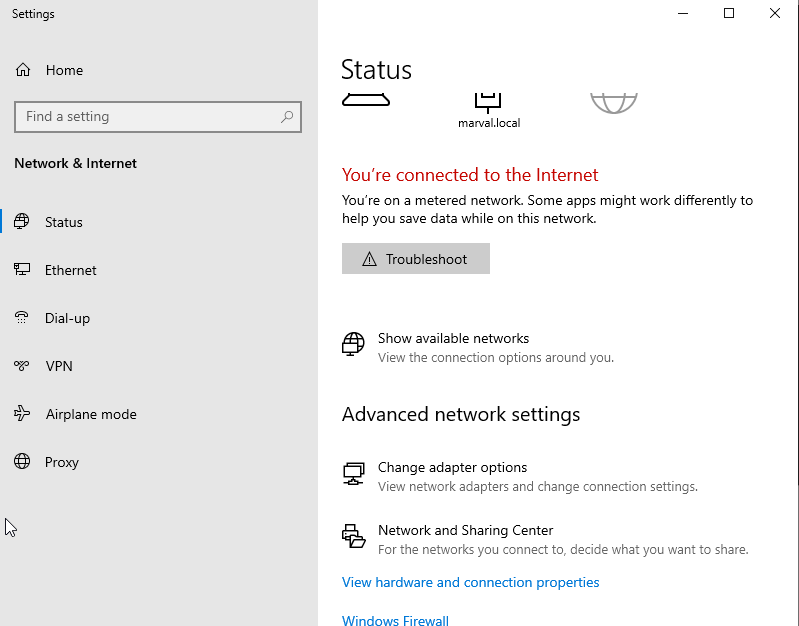 Settings
Home
Find a setting
Network & Internet
Status
Ethernet
Dial-up
VPN
Airplane mode
Proxy
Status
marval.local
You're connected to the Internet
You're on a metered network. Some apps might work differently to
help you save data while on this network.
Troubleshoot
Show available networks
View the connection options around you.
Advanced network settings
Change adapter options
View network adapters and change connection settings.
Network and Sharing Center
For the networks you connect to, decide what you want to share.
View hardware and connection properties
Windows Firewall